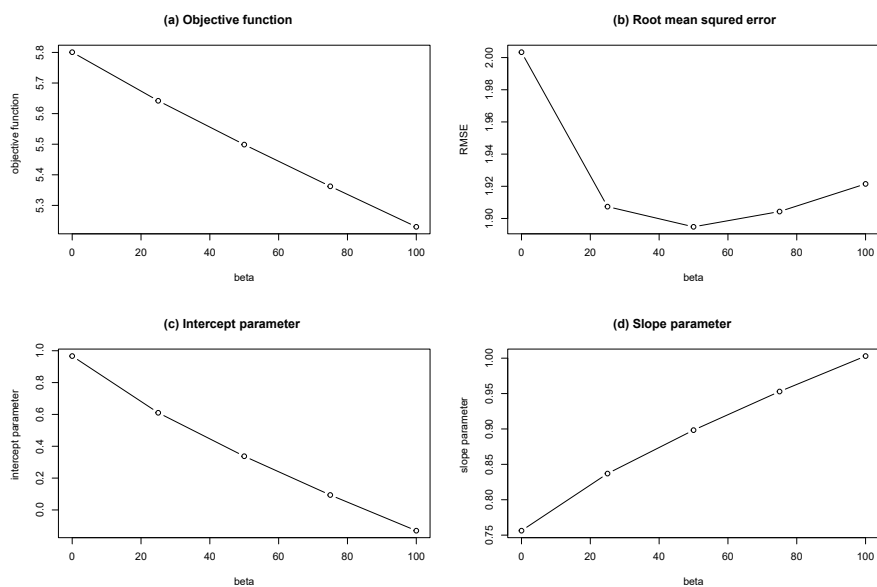 (a) Objective function
objective function
5.3 5.4 5.5 5.6 5.7 5.8
0 20 40 60 80 100
beta
(b) Root mean squred error
RMSE
1.90 1.92 1.94 1.96 1.98 2.00
0 20 40 60 80 100
beta
(c) Intercept parameter
intercept parameter
0.0 0.2 0.4 0.6 0.8 1.0
0 20 40 60 80 100
beta
(d) Slope parameter
slope parameter
0.75 0.80 0.85 0.90 0.95 1.00
0 20 40 60 80 100
beta